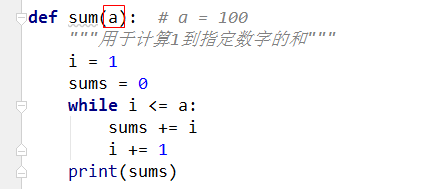 def sum(a):  # a = 100
    """用于计算1到指定数字的和"""
    i = 1
    sums = 0
    while i <= a:
        sums += i
        i += 1
    print(sums)